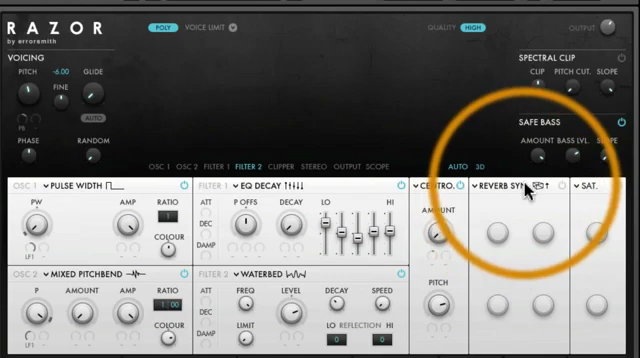 RAZOR
by errorsmith
POLY VOICE LIMIT
QUALITY HIGH
OUTPUT
VOICING
PITCH -6.00 GLIDE
FINE
AUTO
PB
PHASE RANDOM
SPECTRAL CLIP
CLIP PITCH CUT. SLOPE
SAFE BASS
AMOUNT BASS LVL. SLOPE
OSC 1 OSC 2 FILTER 1 FILTER 2 CLIPPER STEREO OUTPUT SCOPE AUTO 3D
OSC 1 PULSE WIDTH
PW AMP RATIO
1
COLOUR
LP1
FILTER 1 EQ DECAY
ATT P OFFS DECAY LO HI
DEC
DAMP
CENTRO.
AMOUNT
PITCH
REVERB SYN
SAT.
OSC 2 MIXED PITCHBEND
P AMOUNT AMP RATIO
1 00
COLOUR
LP1
FILTER 2 WATERBED
ATT FREQ LEVEL DECAY SPEED
DEC
DAMP LIMIT LO REFLECTION HI
0 0